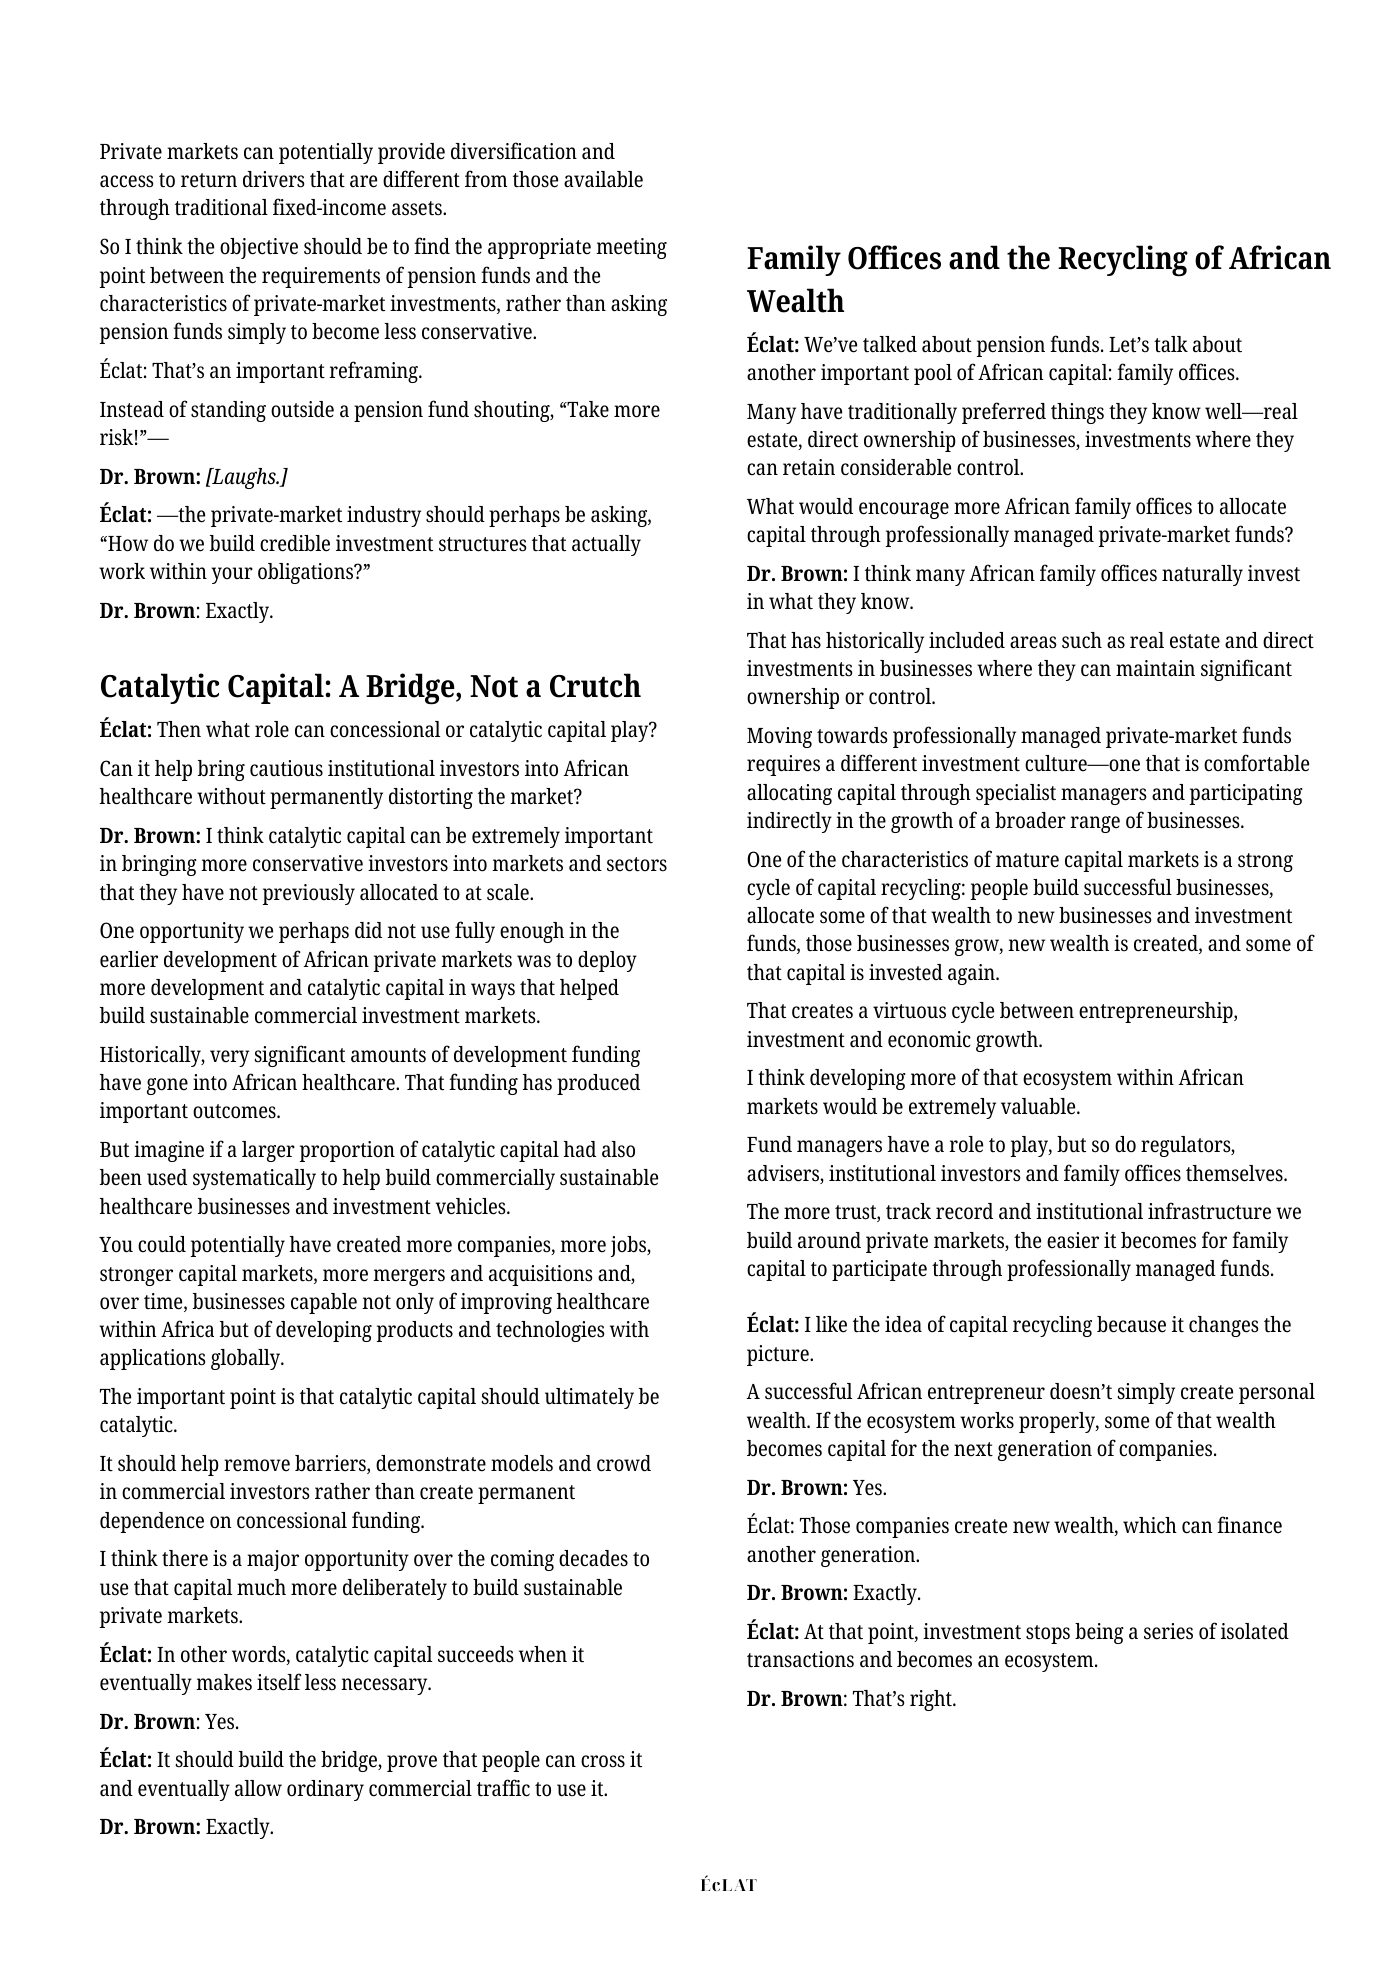 Private markets can potentially provide diversification and
access to return drivers that are different from those available
through traditional fixed-income assets.
So I think the objective should be to find the appropriate meeting
point between the requirements of pension funds and the
characteristics of private-market investments, rather than asking
pension funds simply to become less conservative.
Éclat: That’s an important reframing.
Instead of standing outside a pension fund shouting, “Take more
risk!”—
Dr. Brown: [Laughs.]
Éclat: —the private-market industry should perhaps be asking,
“How do we build credible investment structures that actually
work within your obligations?”
Dr. Brown: Exactly.
Catalytic Capital: A Bridge, Not a Crutch
Éclat: Then what role can concessional or catalytic capital play?
Can it help bring cautious institutional investors into African
healthcare without permanently distorting the market?
Dr. Brown: I think catalytic capital can be extremely important
in bringing more conservative investors into markets and sectors
that they have not previously allocated to at scale.
One opportunity we perhaps did not use fully enough in the
earlier development of African private markets was to deploy
more development and catalytic capital in ways that helped
build sustainable commercial investment markets.
Historically, very significant amounts of development funding
have gone into African healthcare. That funding has produced
important outcomes.
But imagine if a larger proportion of catalytic capital had also
been used systematically to help build commercially sustainable
healthcare businesses and investment vehicles.
You could potentially have created more companies, more jobs,
stronger capital markets, more mergers and acquisitions and,
over time, businesses capable not only of improving healthcare
within Africa but of developing products and technologies with
applications globally.
The important point is that catalytic capital should ultimately be
catalytic.
It should help remove barriers, demonstrate models and crowd
in commercial investors rather than create permanent
dependence on concessional funding.
I think there is a major opportunity over the coming decades to
use that capital much more deliberately to build sustainable
private markets.
Éclat: In other words, catalytic capital succeeds when it
eventually makes itself less necessary.
Dr. Brown: Yes.
Éclat: It should build the bridge, prove that people can cross it
and eventually allow ordinary commercial traffic to use it.
Dr. Brown: Exactly.
Family Offices and the Recycling of African
Wealth
Éclat: We’ve talked about pension funds. Let’s talk about
another important pool of African capital: family offices.
Many have traditionally preferred things they know well—real
estate, direct ownership of businesses, investments where they
can retain considerable control.
What would encourage more African family offices to allocate
capital through professionally managed private-market funds?
Dr. Brown: I think many African family offices naturally invest
in what they know.
That has historically included areas such as real estate and direct
investments in businesses where they can maintain significant
ownership or control.
Moving towards professionally managed private-market funds
requires a different investment culture—one that is comfortable
allocating capital through specialist managers and participating
indirectly in the growth of a broader range of businesses.
One of the characteristics of mature capital markets is a strong
cycle of capital recycling: people build successful businesses,
allocate some of that wealth to new businesses and investment
funds, those businesses grow, new wealth is created, and some of
that capital is invested again.
That creates a virtuous cycle between entrepreneurship,
investment and economic growth.
I think developing more of that ecosystem within African
markets would be extremely valuable.
Fund managers have a role to play, but so do regulators,
advisers, institutional investors and family offices themselves.
The more trust, track record and institutional infrastructure we
build around private markets, the easier it becomes for family
capital to participate through professionally managed funds.
Éclat: I like the idea of capital recycling because it changes the
picture.
A successful African entrepreneur doesn’t simply create personal
wealth. If the ecosystem works properly, some of that wealth
becomes capital for the next generation of companies.
Dr. Brown: Yes.
Éclat: Those companies create new wealth, which can finance
another generation.
Dr. Brown: Exactly.
Éclat: At that point, investment stops being a series of isolated
transactions and becomes an ecosystem.
Dr. Brown: That’s right.
ÉcLAT